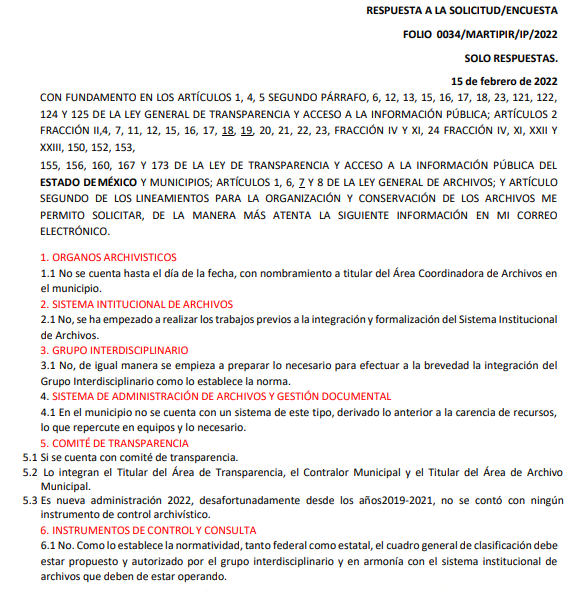 RESPUESTA A LA SOLICITUD/ENCUESTA
FOLIO 0034/MARTIPIR/IP/2022
SOLO RESPUESTAS.
15 de febrero de 2022
CON FUNDAMENTO EN LOS ARTÍCULOS 1, 4, 5 SEGUNDO PÁRRAFO, 6, 12, 13, 15, 16, 17, 18, 23, 121, 122,
124 Y 125 DE LA LEY GENERAL DE TRANSPARENCIA Y ACCESO A LA INFORMACIÓN PÚBLICA; ARTÍCULOS 2
FRACCIÓN II,4, 7, 11, 12, 15, 16, 17, 18, 19, 20, 21, 22, 23, FRACCIÓN IV Y XI, 24 FRACCIÓN IV, XI, XXII Y
XXIII, 150, 152, 153,
155, 156, 160, 167 Y 173 DE LA LEY DE TRANSPARENCIA Y ACCESO A LA INFORMACIÓN PÚBLICA DEL
ESTADO DE MÉXICO Y MUNICIPIOS; ARTÍCULOS 1, 6, 7 Y 8 DE LA LEY GENERAL DE ARCHIVOS; Y ARTÍCULO
SEGUNDO DE LOS LINEAMIENTOS PARA LA ORGANIZACIÓN Y CONSERVACIÓN DE LOS ARCHIVOS ME
PERMITO SOLICITAR, DE LA MANERA MÁS ATENTA LA SIGUIENTE INFORMACIÓN EN MI CORREO
ELECTRÓNICO.
1. ORGANOS ARCHIVISTICOS
1.1 No se cuenta hasta el día de la fecha, con nombramiento a titular del Área Coordinadora de Archivos en
el municipio.
2. SISTEMA INTITUCIONAL DE ARCHIVOS
2.1 No, se ha empezado a realizar los trabajos previos a la integración y formalización del Sistema Institucional
de Archivos.
3. GRUPO INTERDISCIPLINARIO
3.1 No, de igual manera se empieza a preparar lo necesario para efectuar a la brevedad la integración del
Grupo Interdisciplinario como lo establece la norma.
4. SISTEMA DE ADMINISTRACIÓN DE ARCHIVOS Y GESTIÓN DOCUMENTAL
4.1 En el municipio no se cuenta con un sistema de este tipo, derivado lo anterior a la carencia de recursos,
lo que repercute en equipos y lo necesario.
5. COMITÉ DE TRANSPARENCIA
5.1 Si se cuenta con comité de transparencia.
5.2 Lo integran el Titular del Área de Transparencia, el Contralor Municipal y el Titular del Área de Archivo
Municipal.
5.3 Es nueva administración 2022, desafortunadamente desde los años2019-2021, no se contó con ningún
instrumento de control archivístico.
6. INSTRUMENTOS DE CONTROL Y CONSULTA
6.1 No. Como lo establece la normatividad, tanto federal como estatal, el cuadro general de clasificación debe
estar propuesto y autorizado por el grupo interdisciplinario y en armonía con el sistema institucional de
archivos que deben de estar operando.